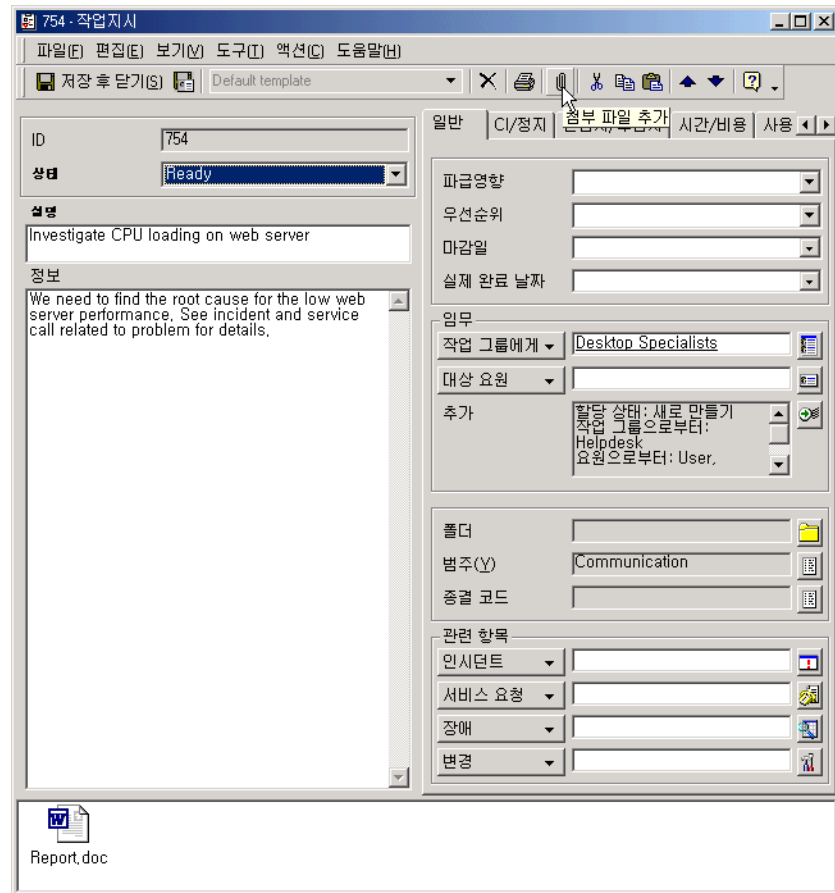 754 - 작업지시
파일(F) 편집(E) 보기(V) 도구(T) 액션(C) 도움말(H)
저장 후 닫기(S) Default template
첨부 파일 추가
일반 CI/정지 시간/비용 사용
ID 754
상태 Ready
설명
Investigate CPU loading on web server
정보
We need to find the root cause for the low web
server performance, See incident and service
call related to problem for details,
파급영향
우선순위
마감일
실제 완료 날짜
임무
작업 그룹에게 Desktop Specialists
대상 요원
추가 할당 상태: 새로 만들기
작업 그룹으로부터:
Helpdesk
요원으로부터: User,
폴더
범주(Y) Communication
종결 코드
관련 항목
인시던트
서비스 요청
장애
변경
Report,doc